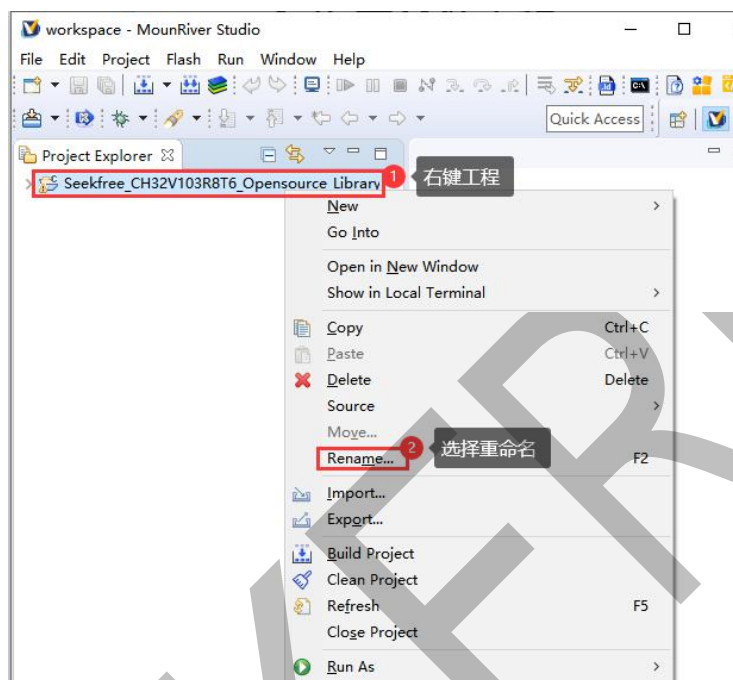 workspace - MounRiver Studio
File Edit Project Flash Run Window Help
Quick Access
Project Explorer
Seekfree_CH32V103R8T6_Opensource Library
1 右键工程
New
Go Into
Open in New Window
Show in Local Terminal
Copy Ctrl+C
Paste Ctrl+V
Delete Delete
Source
Move...
Rename... F2
2 选择重命名
Import...
Export...
Build Project
Clean Project
Refresh F5
Close Project
Run As